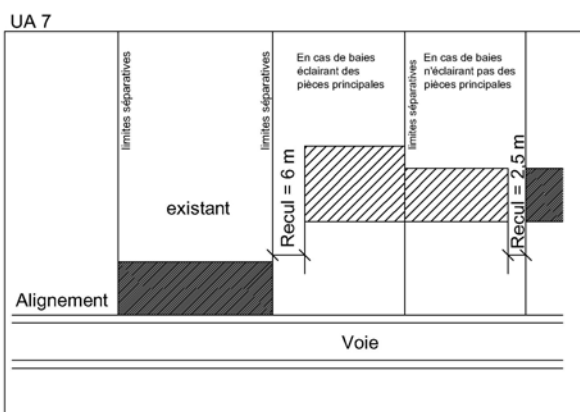 UA 7
limites séparatives
limites séparatives
En cas de baies
éclairant des
pièces principales
limites séparatives
En cas de baies
n'éclairant pas des
pièces principales
existant
Recul = 6 m
Recul = 2,5 m
Alignement
Voie